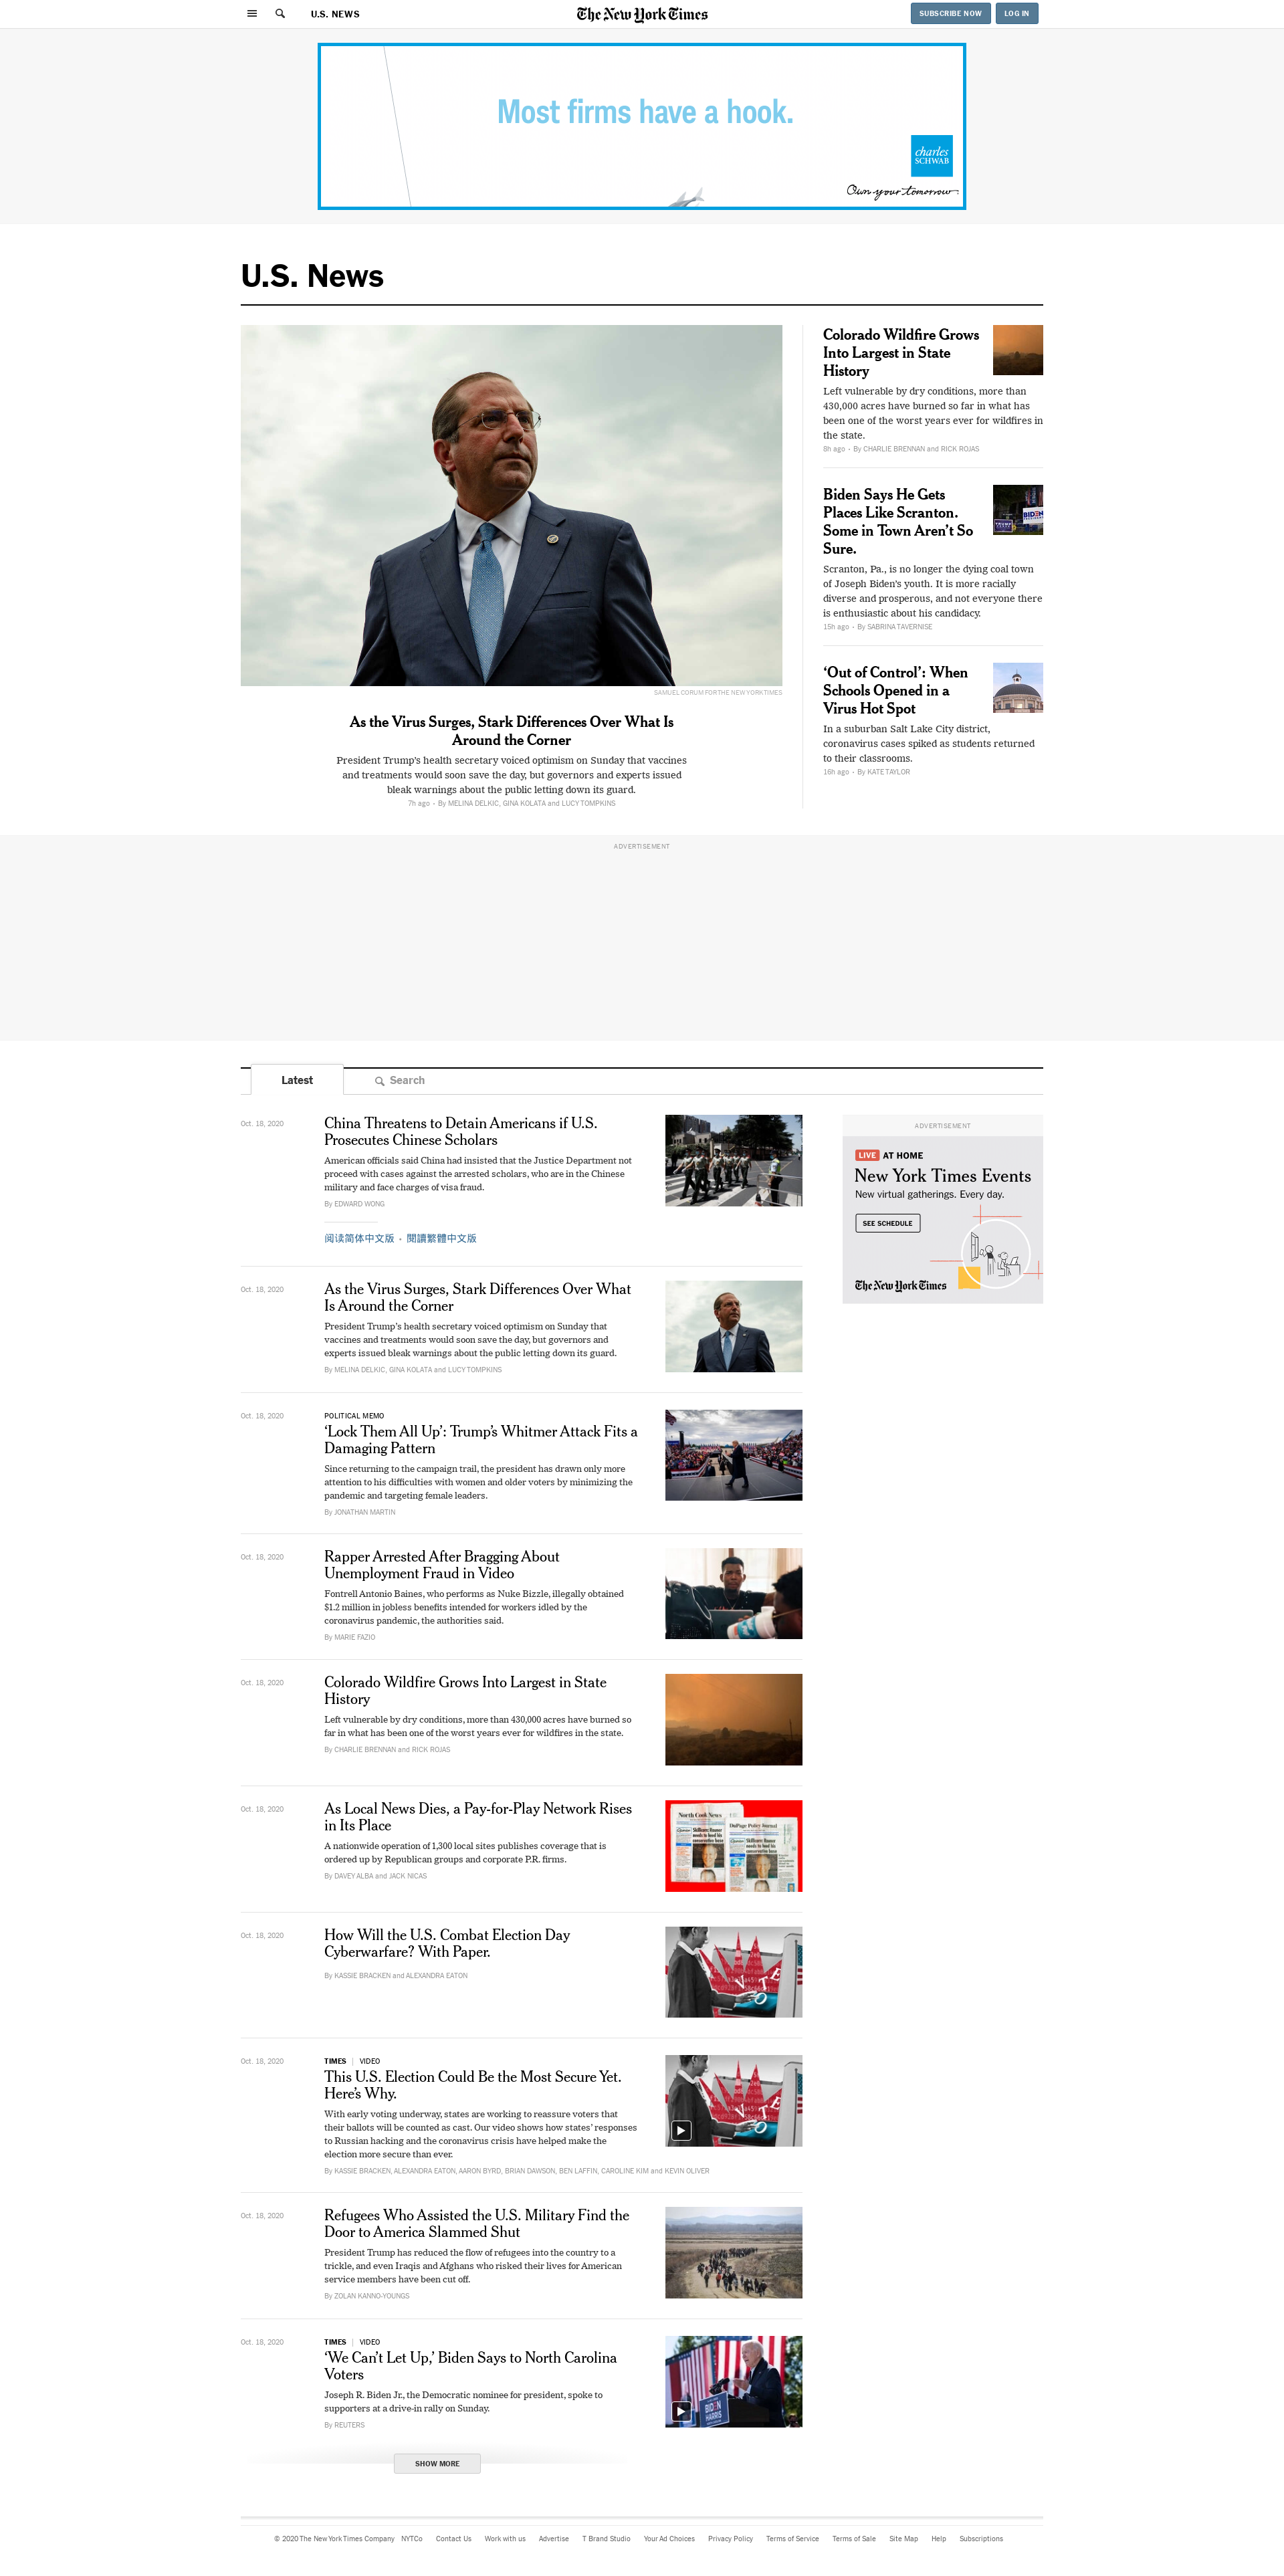 U.S. NEWS
The New York Times
SUBSCRIBE NOW
LOG IN
Most firms have a hook.
charles
SCHWAB
Own your tomorrow
U.S. News
SAMUEL CORUM FOR THE NEW YORK TIMES
As the Virus Surges, Stark Differences Over What Is
Around the Corner
President Trump's health secretary voiced optimism on Sunday that vaccines
and treatments would soon save the day, but governors and experts issued
bleak warnings about the public letting down its guard.
7h ago • By MELINA DELKIC, GINA KOLATA and LUCY TOMPKINS
Colorado Wildfire Grows
Into Largest in State
History
Left vulnerable by dry conditions, more than
430,000 acres have burned so far in what has
been one of the worst years ever for wildfires in
the state.
8h ago • By CHARLIE BRENNAN and RICK ROJAS
Biden Says He Gets
Places Like Scranton.
Some in Town Aren't So
Sure.
Scranton, Pa., is no longer the dying coal town
of Joseph Biden's youth. It is more racially
diverse and prosperous, and not everyone there
is enthusiastic about his candidacy.
15h ago • By SABRINA TAVERNISE
‘Out of Control’: When
Schools Opened in a
Virus Hot Spot
In a suburban Salt Lake City district,
coronavirus cases spiked as students returned
to their classrooms.
16h ago • By KATE TAYLOR
ADVERTISEMENT
Latest
Search
Oct. 18, 2020
China Threatens to Detain Americans if U.S.
Prosecutes Chinese Scholars
American officials said China had insisted that the Justice Department not
proceed with cases against the arrested scholars, who are in the Chinese
military and face charges of visa fraud.
By EDWARD WONG
阅读简体中文版 • 閱讀繁體中文版
ADVERTISEMENT
LIVE AT HOME
New York Times Events
New virtual gatherings. Every day.
SEE SCHEDULE
The New York Times
Oct. 18, 2020
As the Virus Surges, Stark Differences Over What
Is Around the Corner
President Trump's health secretary voiced optimism on Sunday that
vaccines and treatments would soon save the day, but governors and
experts issued bleak warnings about the public letting down its guard.
By MELINA DELKIC, GINA KOLATA and LUCY TOMPKINS
Oct. 18, 2020
POLITICAL MEMO
‘Lock Them All Up’: Trump’s Whitmer Attack Fits a
Damaging Pattern
Since returning to the campaign trail, the president has drawn only more
attention to his difficulties with women and older voters by minimizing the
pandemic and targeting female leaders.
By JONATHAN MARTIN
Oct. 18, 2020
Rapper Arrested After Bragging About
Unemployment Fraud in Video
Fontrell Antonio Baines, who performs as Nuke Bizzle, illegally obtained
$1.2 million in jobless benefits intended for workers idled by the
coronavirus pandemic, the authorities said.
By MARIE FAZIO
Oct. 18, 2020
Colorado Wildfire Grows Into Largest in State
History
Left vulnerable by dry conditions, more than 430,000 acres have burned so
far in what has been one of the worst years ever for wildfires in the state.
By CHARLIE BRENNAN and RICK ROJAS
Oct. 18, 2020
As Local News Dies, a Pay-for-Play Network Rises
in Its Place
A nationwide operation of 1,300 local sites publishes coverage that is
ordered up by Republican groups and corporate P.R. firms.
By DAVEY ALBA and JACK NICAS
North Cook News
DuPage Policy Journal
Oct. 18, 2020
How Will the U.S. Combat Election Day
Cyberwarfare? With Paper.
By KASSIE BRACKEN and ALEXANDRA EATON
Oct. 18, 2020
TIMES | VIDEO
This U.S. Election Could Be the Most Secure Yet.
Here’s Why.
With early voting underway, states are working to reassure voters that
their ballots will be counted as cast. Our video shows how states’ responses
to Russian hacking and the coronavirus crisis have helped make the
election more secure than ever.
By KASSIE BRACKEN, ALEXANDRA EATON, AARON BYRD, BRIAN DAWSON, BEN LAFFIN, CAROLINE KIM and KEVIN OLIVER
Oct. 18, 2020
Refugees Who Assisted the U.S. Military Find the
Door to America Slammed Shut
President Trump has reduced the flow of refugees into the country to a
trickle, and even Iraqis and Afghans who risked their lives for American
service members have been cut off.
By ZOLAN KANNO-YOUNGS
Oct. 18, 2020
TIMES | VIDEO
‘We Can’t Let Up,’ Biden Says to North Carolina
Voters
Joseph R. Biden Jr., the Democratic nominee for president, spoke to
supporters at a drive-in rally on Sunday.
By REUTERS
BIDEN
HARRIS
SHOW MORE
© 2020 The New York Times Company NYTCo Contact Us Work with us Advertise T Brand Studio Your Ad Choices Privacy Policy Terms of Service Terms of Sale Site Map Help Subscriptions